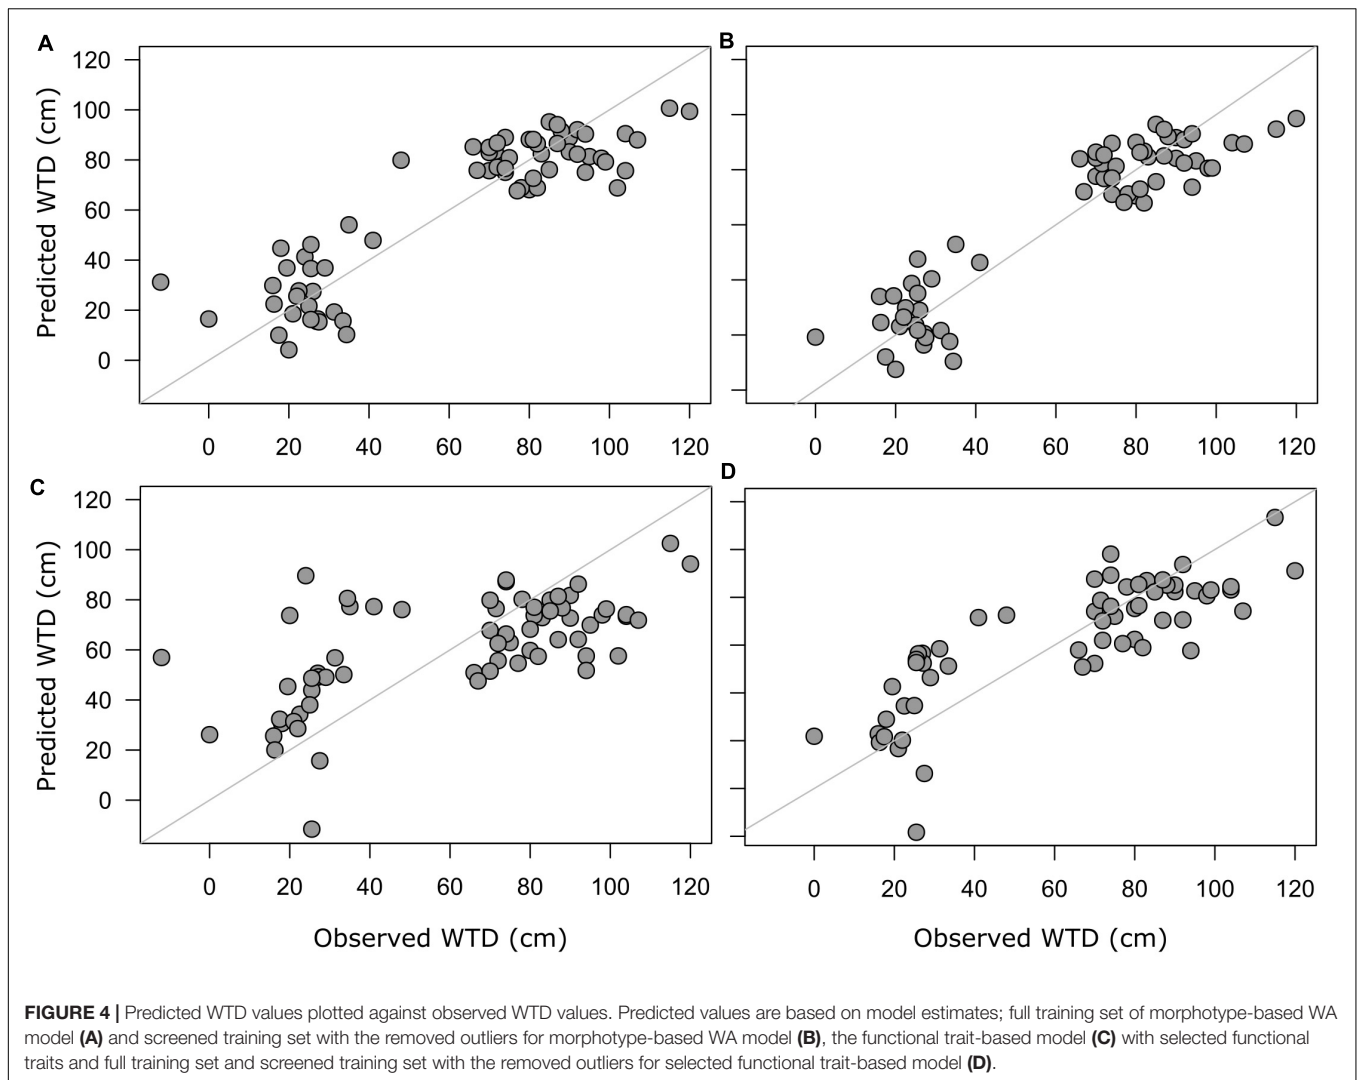 A
B
120
100
80
60
40
20
0
Predicted WTD (cm)
0 20 40 60 80 100 120
0 20 40 60 80 100 120
C
D
120
100
80
60
40
20
0
Predicted WTD (cm)
0 20 40 60 80 100 120
0 20 40 60 80 100 120
Observed WTD (cm)
Observed WTD (cm)
FIGURE 4 | Predicted WTD values plotted against observed WTD values. Predicted values are based on model estimates; full training set of morphotype-based WA
model (A) and screened training set with the removed outliers for morphotype-based WA model (B), the functional trait-based model (C) with selected functional
traits and full training set and screened training set with the removed outliers for selected functional trait-based model (D).